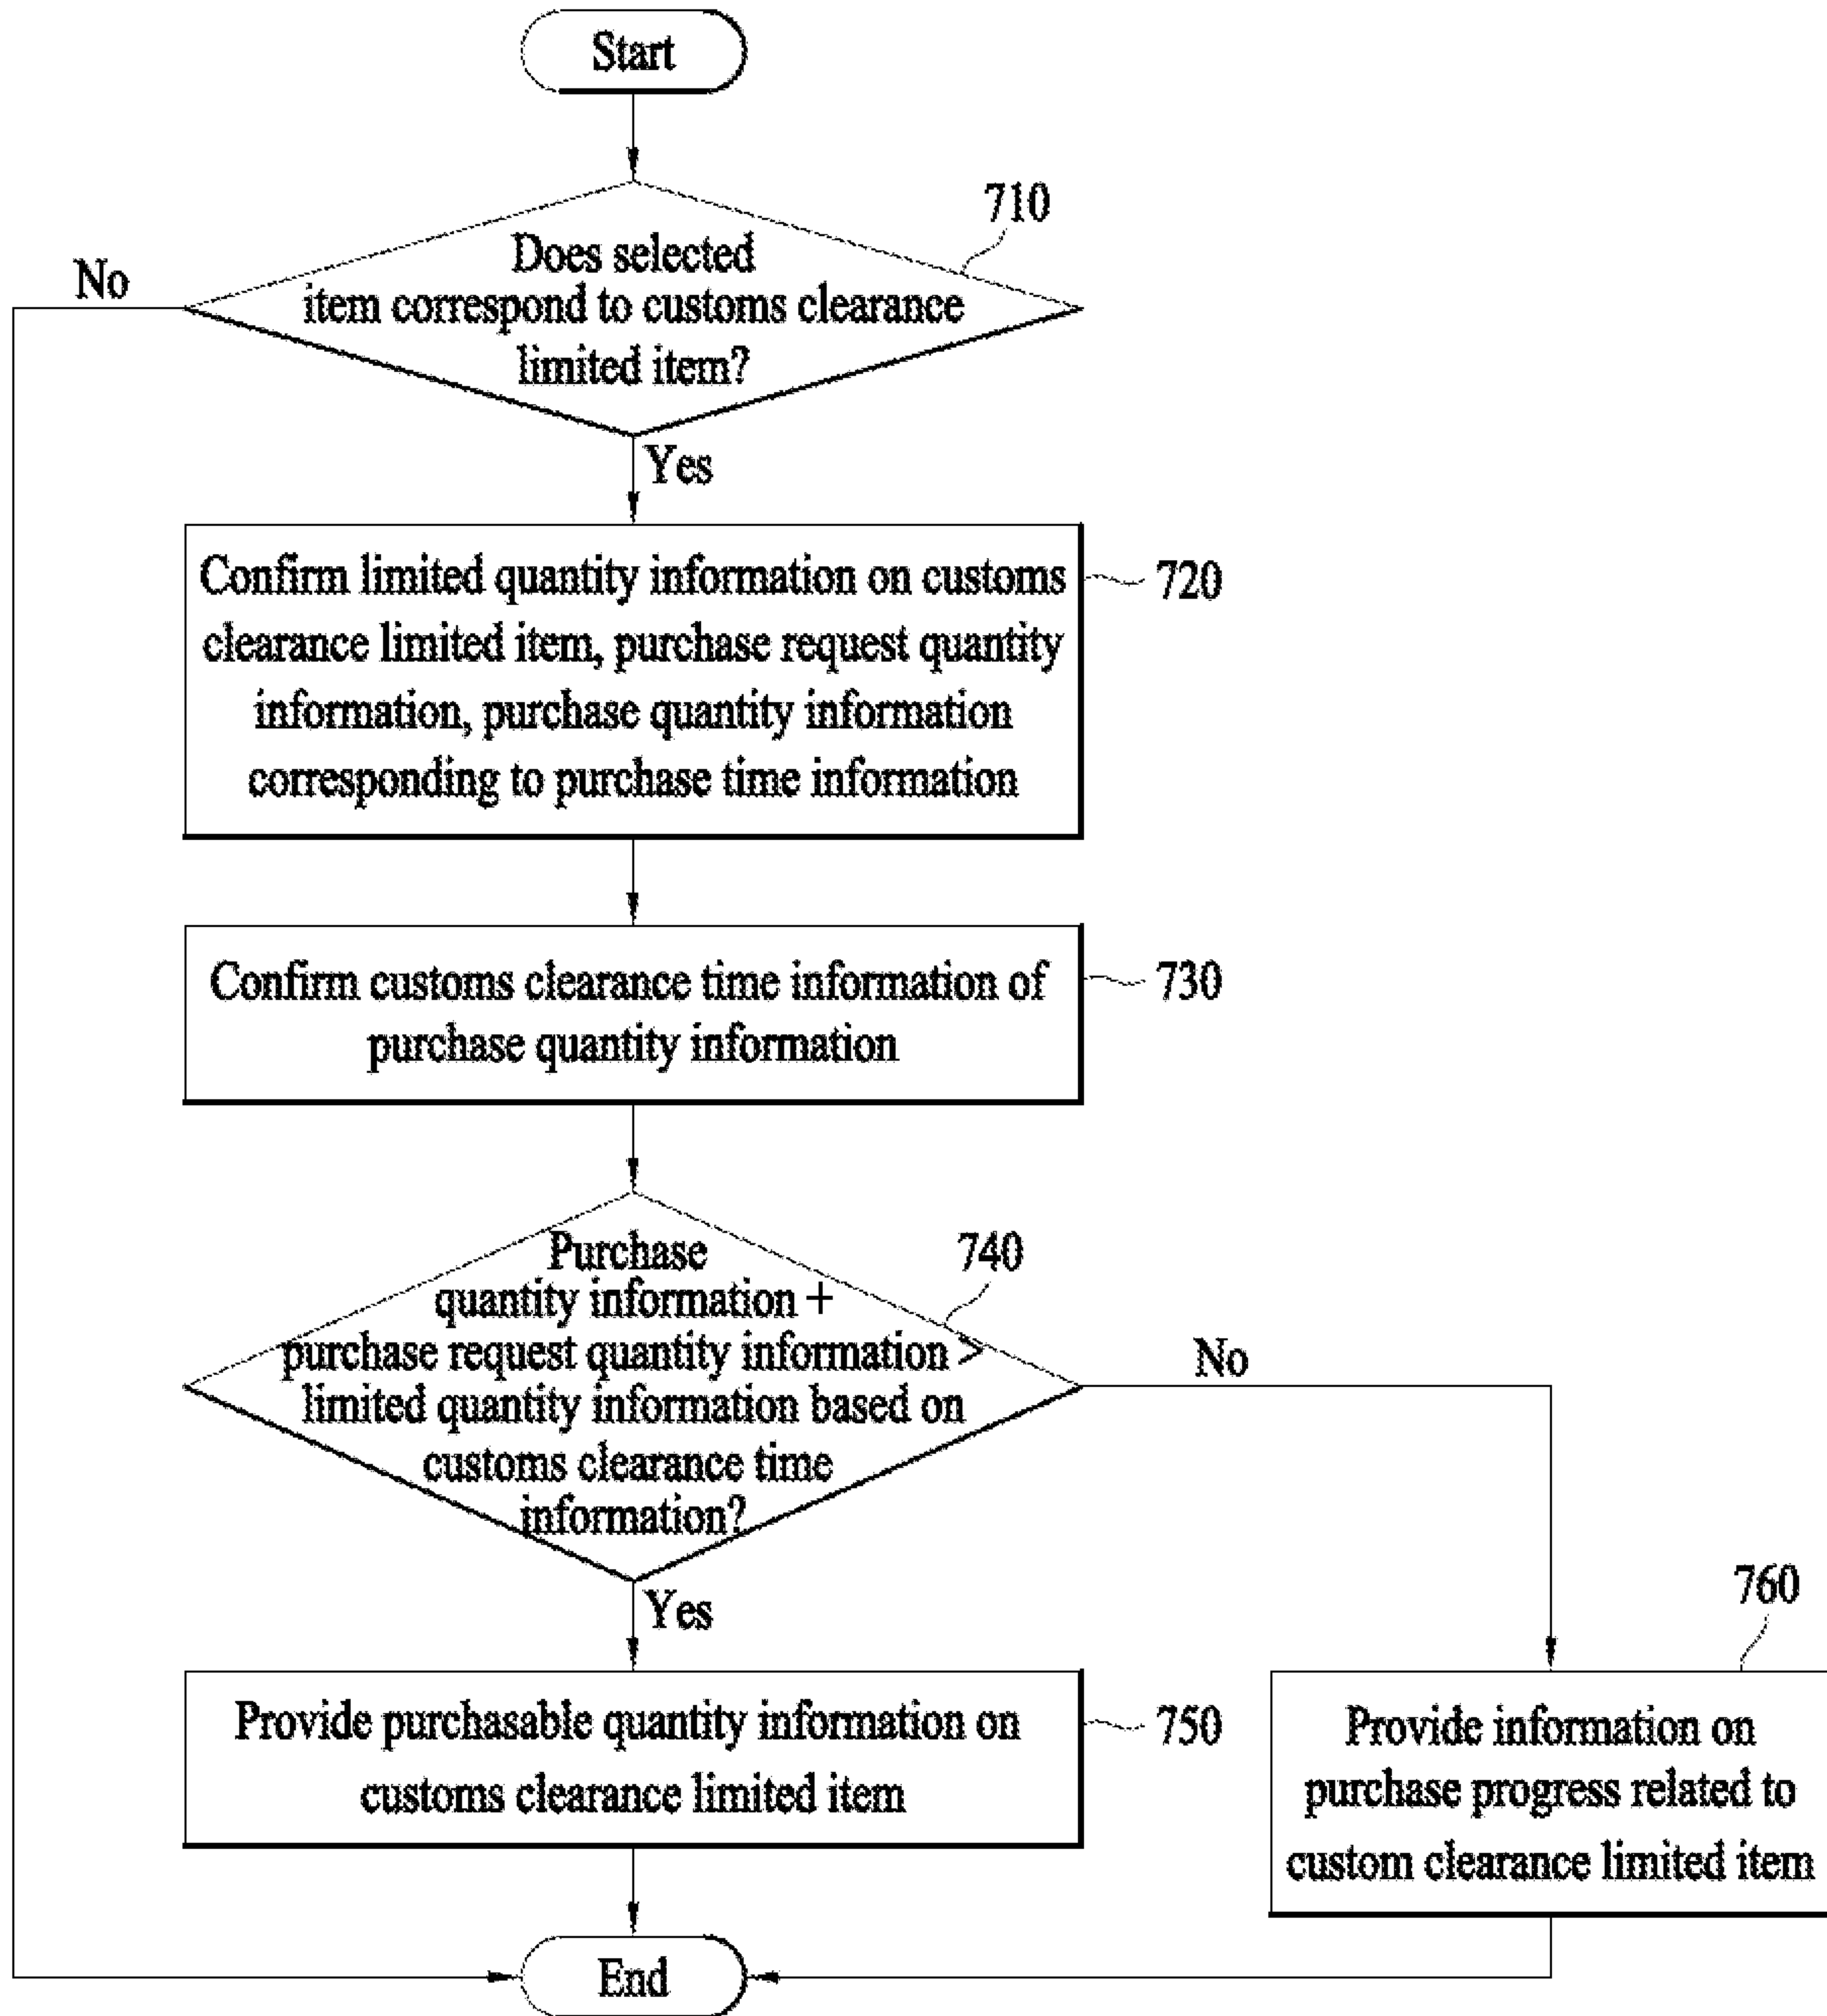 Start
710
Does selected
item correspond to customs clearance
limited item?
No
Yes
Confirm limited quantity information on customs
clearance limited item, purchase request quantity
information, purchase quantity information
corresponding to purchase time information
720
Confirm customs clearance time information of
purchase quantity information
730
Purchase
quantity information +
purchase request quantity information >
limited quantity information based on
customs clearance time
information?
740
No
Yes
Provide purchasable quantity information on
customs clearance limited item
750
760
Provide information on
purchase progress related to
custom clearance limited item
End